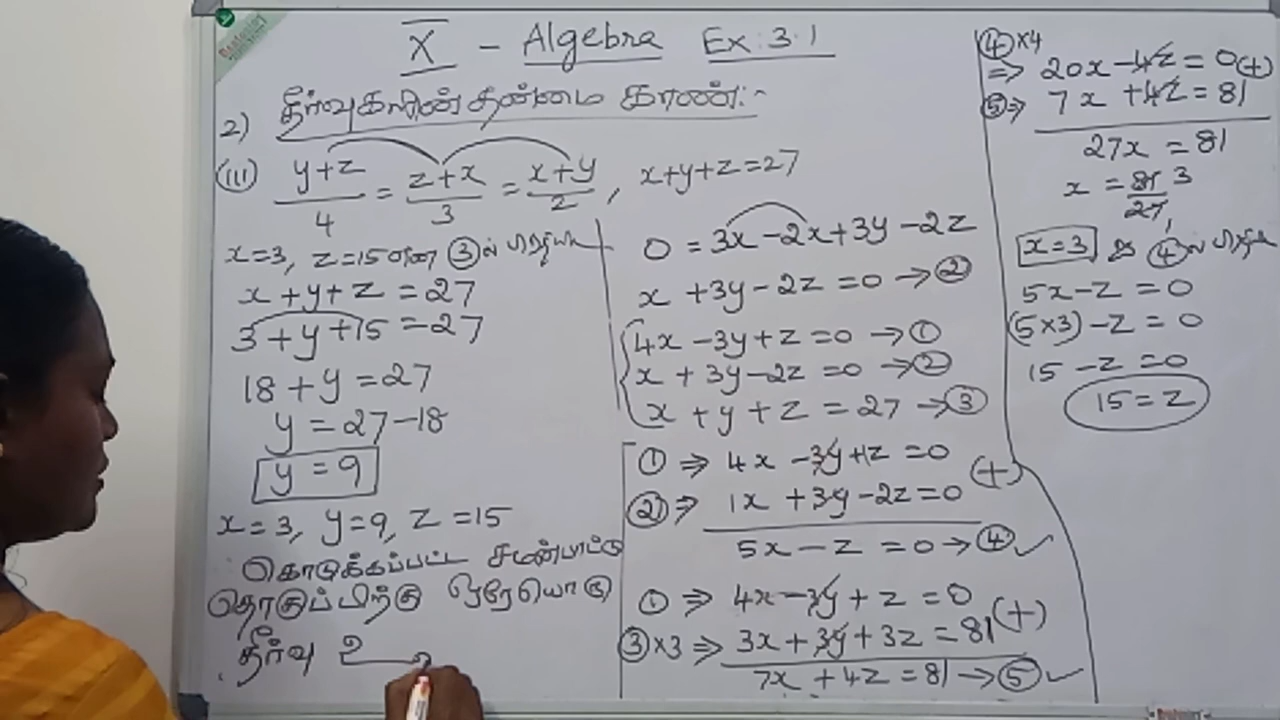 X - Algebra Ex: 3.1
2) தீர்வுகளின் தன்மை காண்:-
(iii) y+z/4 = z+x/3 = x+y/2, x+y+z=27
0 = 3x-2x+3y-2z
x +3y-2z=0 → ②
4x-3y+z=0 → ①
x+3y-2z=0 → ②
x+y+z=27 → ③
① ⇒ 4x-3y+1z=0
② ⇒ 1x+3y-2z=0 (+)
5x-z=0 → ④ ✓
① ⇒ 4x-3y+z=0
③×3 ⇒ 3x+3y+3z=81 (+)
7x+4z=81 → ⑤ ✓
④×4
⇒ 20x-4z=0 (+)
⑤ ⇒ 7x+4z=81
27x=81
x=81/27 3
1
x=3 ④ல்
5x-z=0
(5×3)-z=0
15-z=0
15=z
x=3, z=15 என ③ல்
x+y+z=27
3+y+15=27
18+y=27
y=27-18
y=9
x=3, y=9, z=15
கொடுக்கப்பட்ட சமன்பாட்டு
தொகுப்பிற்கு ஒரேயொரு
தீர்வு உ